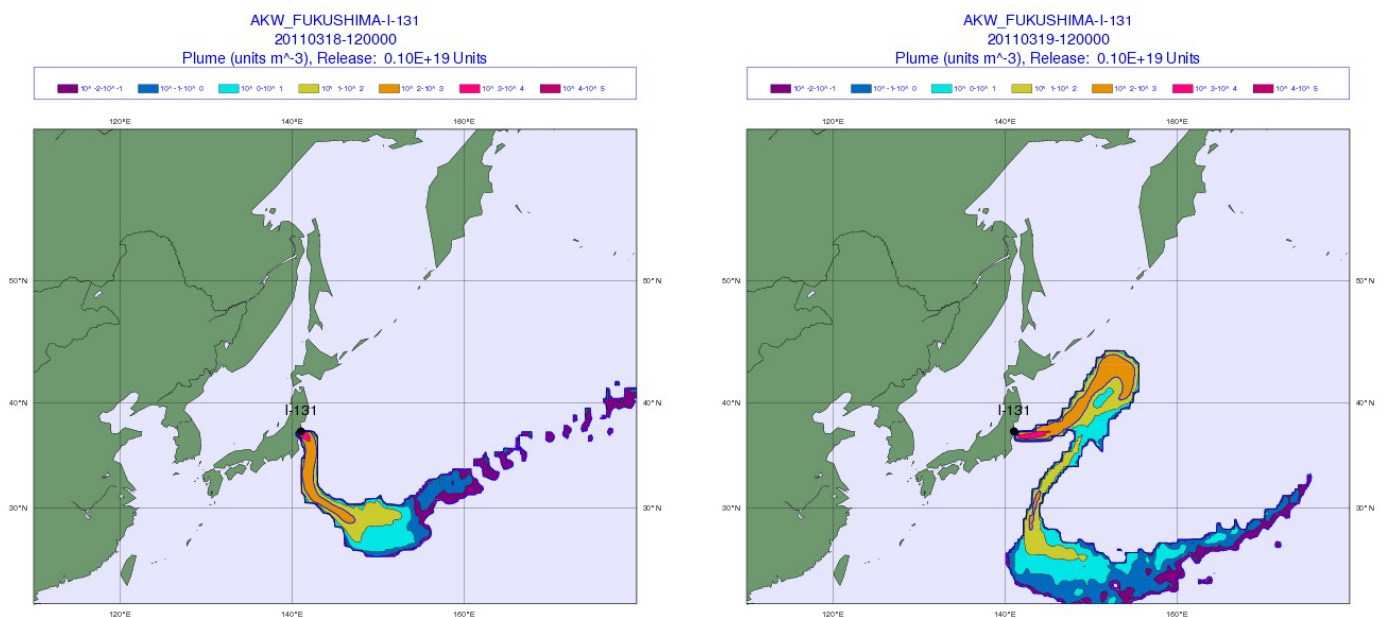 AKW_FUKUSHIMA-I-131
20110318-120000
Plume (units m^-3), Release: 0.10E+19 Units
10^ -2-10^ -1 10^ -1-10^ 0 10^ 0-10^ 1 10^ 1-10^ 2 10^ 2-10^ 3 10^ 3-10^ 4 10^ 4-10^ 5
120°E 140°E 160°E
50°N 50°N
40°N 40°N
I-131
30°N 30°N
120°E 140°E 160°E
AKW_FUKUSHIMA-I-131
20110319-120000
Plume (units m^-3), Release: 0.10E+19 Units
10^ -2-10^ -1 10^ -1-10^ 0 10^ 0-10^ 1 10^ 1-10^ 2 10^ 2-10^ 3 10^ 3-10^ 4 10^ 4-10^ 5
120°E 140°E 160°E
50°N 50°N
40°N 40°N
I-131
30°N 30°N
120°E 140°E 160°E